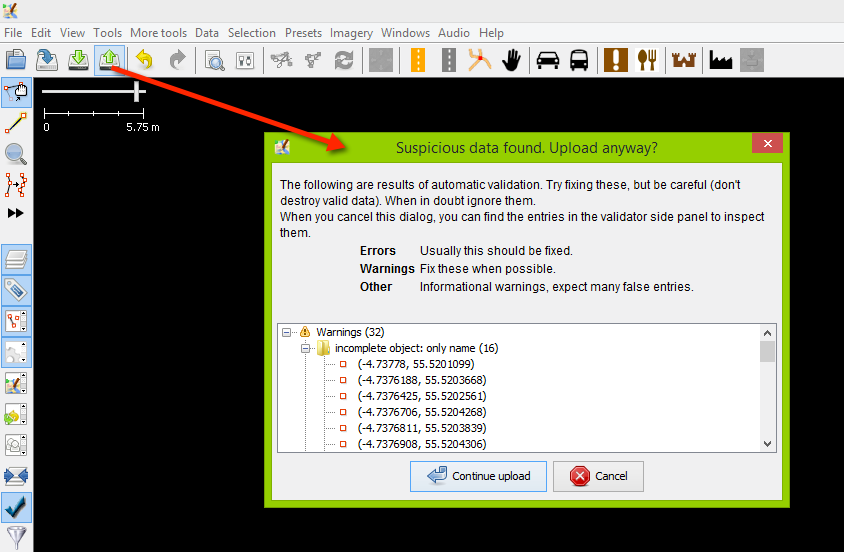 File Edit View Tools More tools Data Selection Presets Imagery Windows Audio Help
0 5.75 m
Suspicious data found. Upload anyway?
The following are results of automatic validation. Try fixing these, but be careful (don't
destroy valid data). When in doubt ignore them.
When you cancel this dialog, you can find the entries in the validator side panel to inspect
them.
Errors Usually this should be fixed.
Warnings Fix these when possible.
Other Informational warnings, expect many false entries.
Warnings (32)
incomplete object: only name (16)
(-4.73778, 55.5201099)
(-4.7376188, 55.5203668)
(-4.7376425, 55.5202561)
(-4.7376706, 55.5204268)
(-4.7376811, 55.5203839)
(-4.7376908, 55.5204306)
Continue upload Cancel